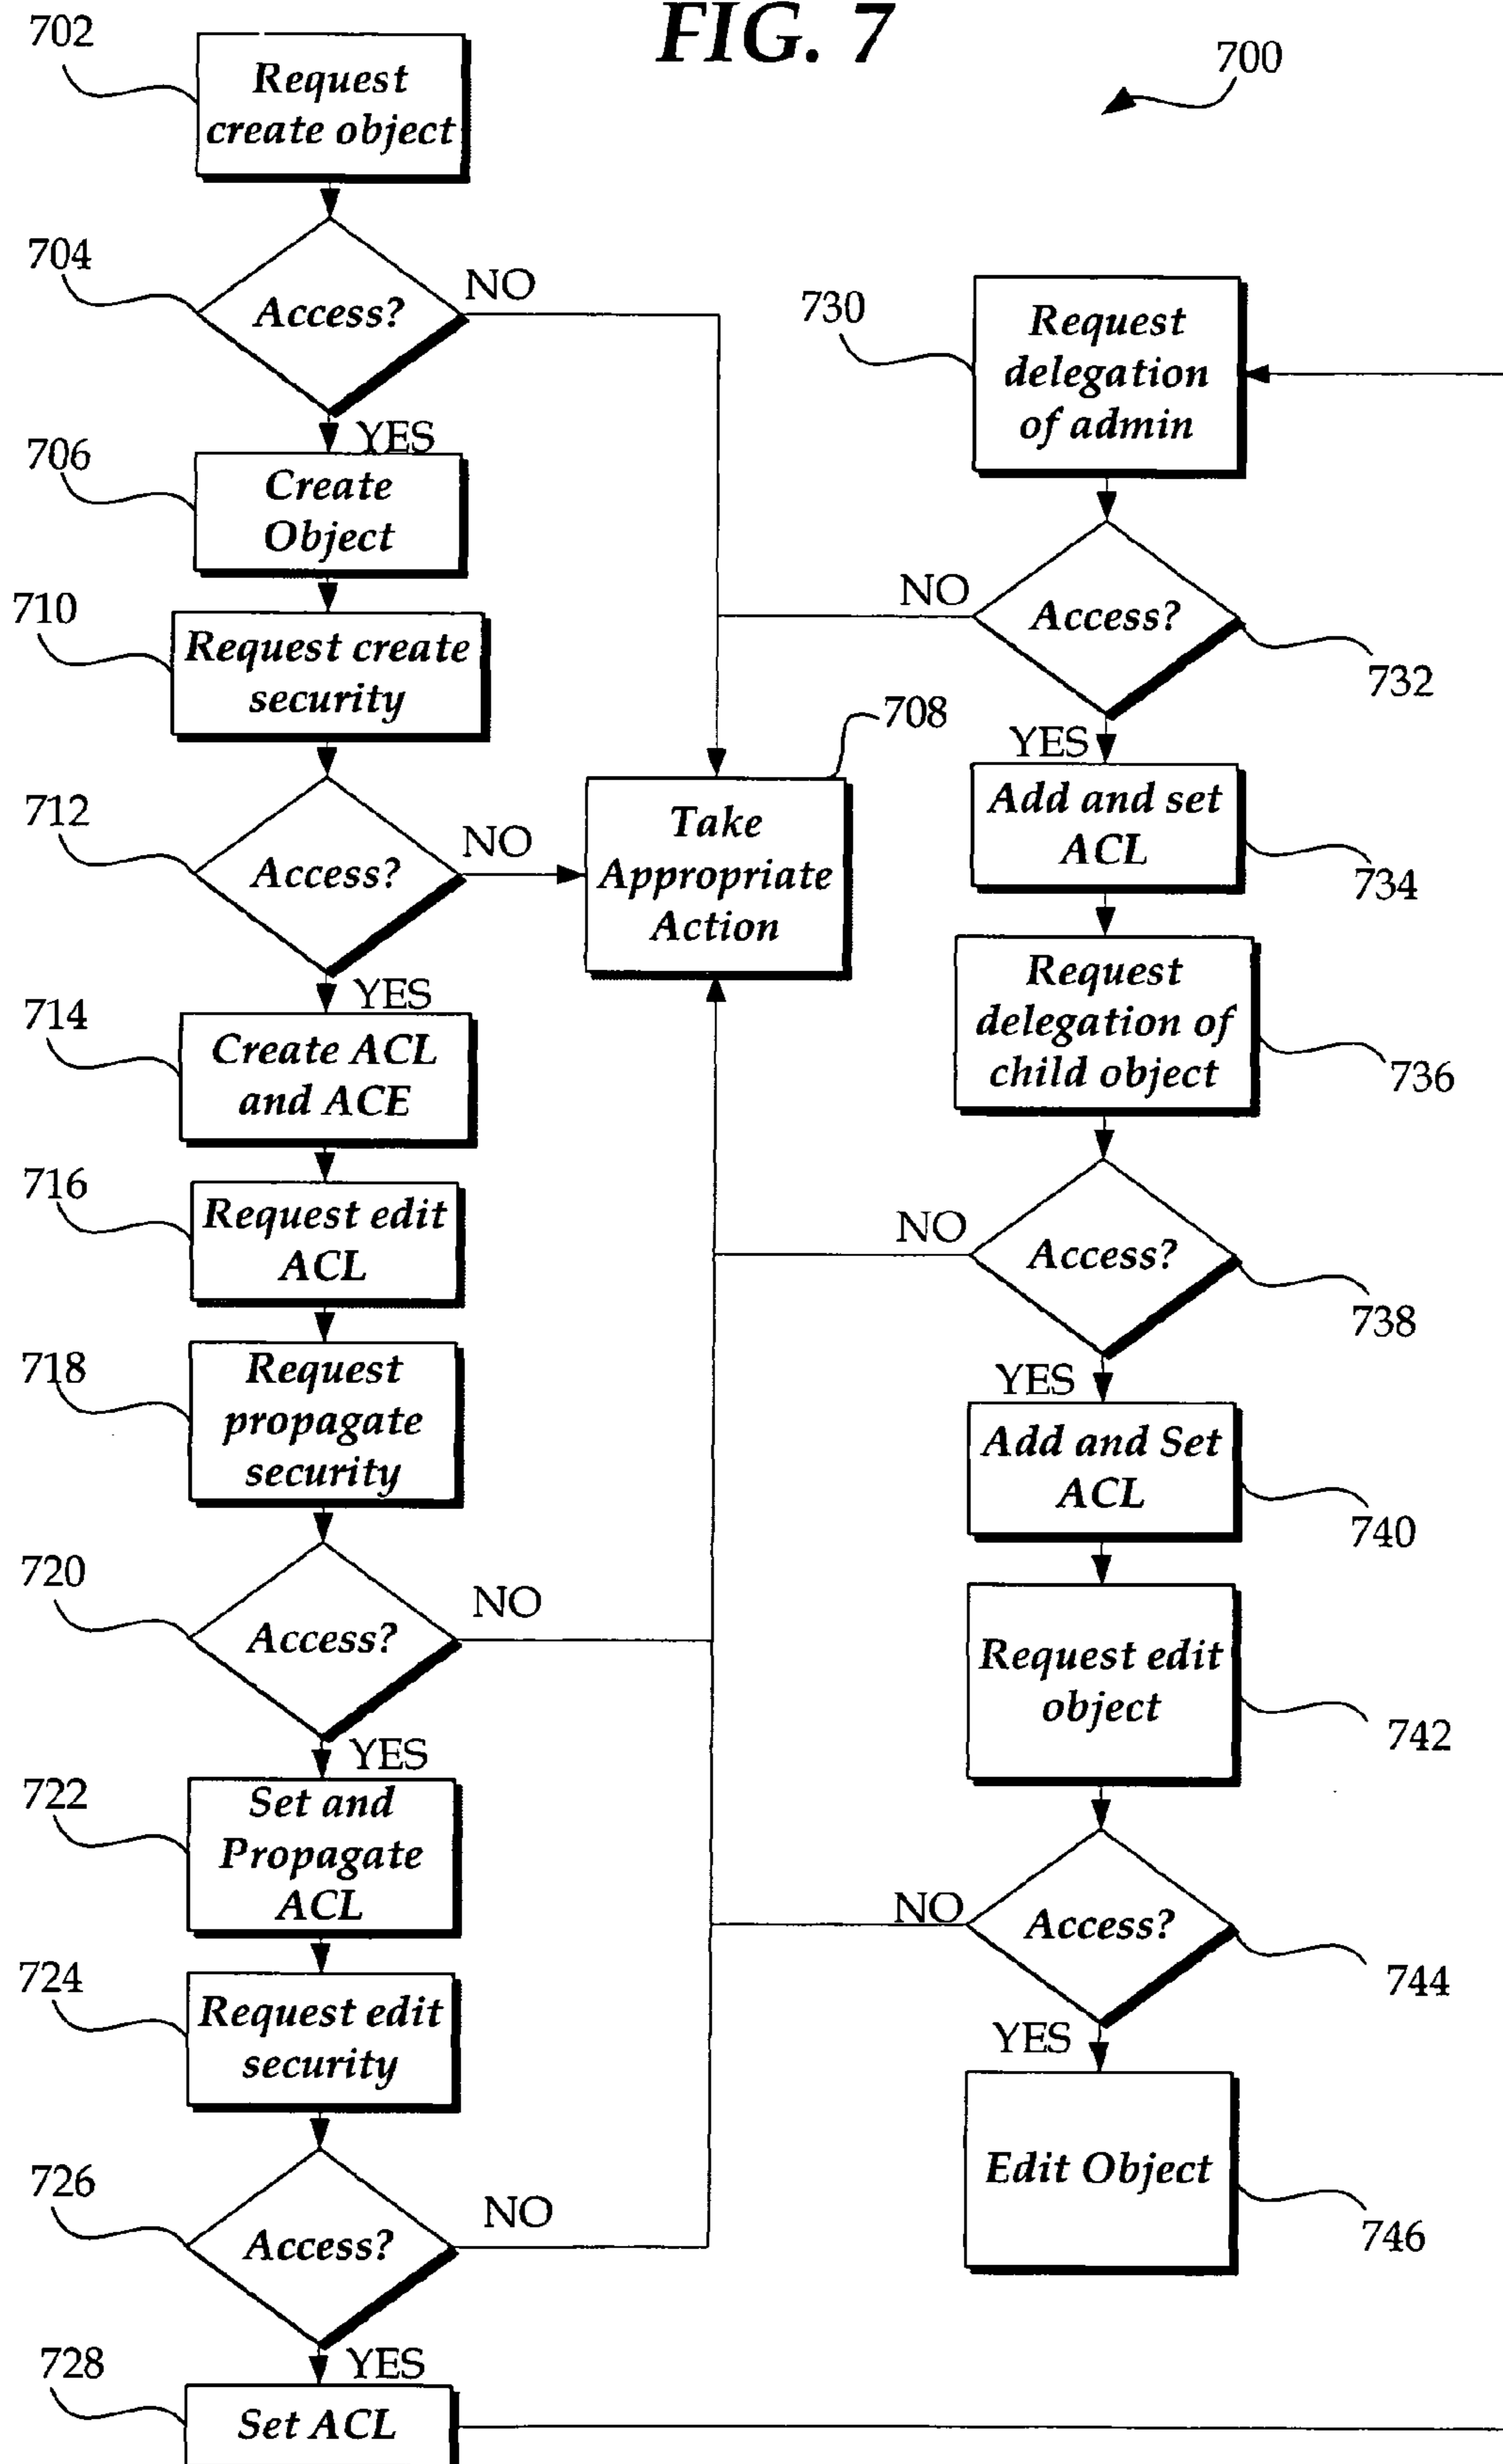 FIG. 7
700
702
Request
create object
704
Access?
NO
YES
706
Create
Object
710
Request create
security
712
Access?
NO
YES
708
Take
Appropriate
Action
714
Create ACL
and ACE
716
Request edit
ACL
718
Request
propagate
security
720
Access?
NO
YES
722
Set and
Propagate
ACL
724
Request edit
security
726
Access?
NO
YES
728
Set ACL
730
Request
delegation
of admin
732
Access?
NO
YES
734
Add and set
ACL
736
Request
delegation of
child object
738
Access?
NO
YES
740
Add and Set
ACL
742
Request edit
object
744
Access?
NO
YES
746
Edit Object